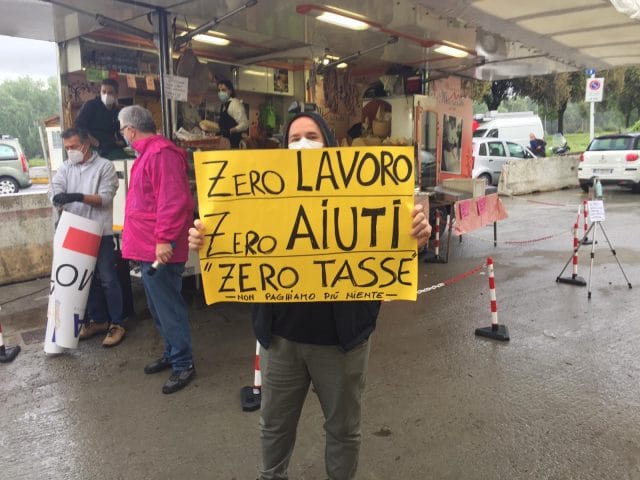 ZERO LAVORO
ZERO AIUTI
"ZERO TASSE"
- NON PAGHIAMO PIÙ NIENTE -